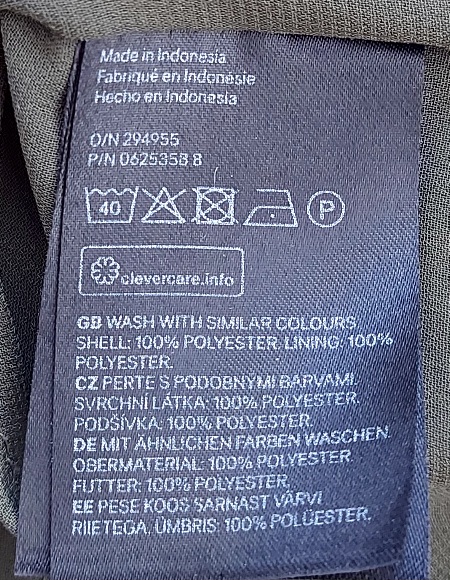 Made in Indonesia
Fabriqué en Indonésie
Hecho en Indonesia
O/N 294955
P/N 0625358 8
40 P
clevercare.info
GB WASH WITH SIMILAR COLOURS
SHELL: 100% POLYESTER. LINING: 100%
POLYESTER.
CZ PERTE S PODOBNYMI BARVAMI.
SVRCHNÍ LÁTKA: 100% POLYESTER.
PODŠÍVKA: 100% POLYESTER.
DE MIT ÄHNLICHEN FARBEN WASCHEN.
OBERMATERIAL: 100% POLYESTER
FUTTER: 100% POLYESTER.
EE PESE KOOS SARNAST VÄRVI
RIIETEGA. ÜMBRIS: 100% POLÜESTER.